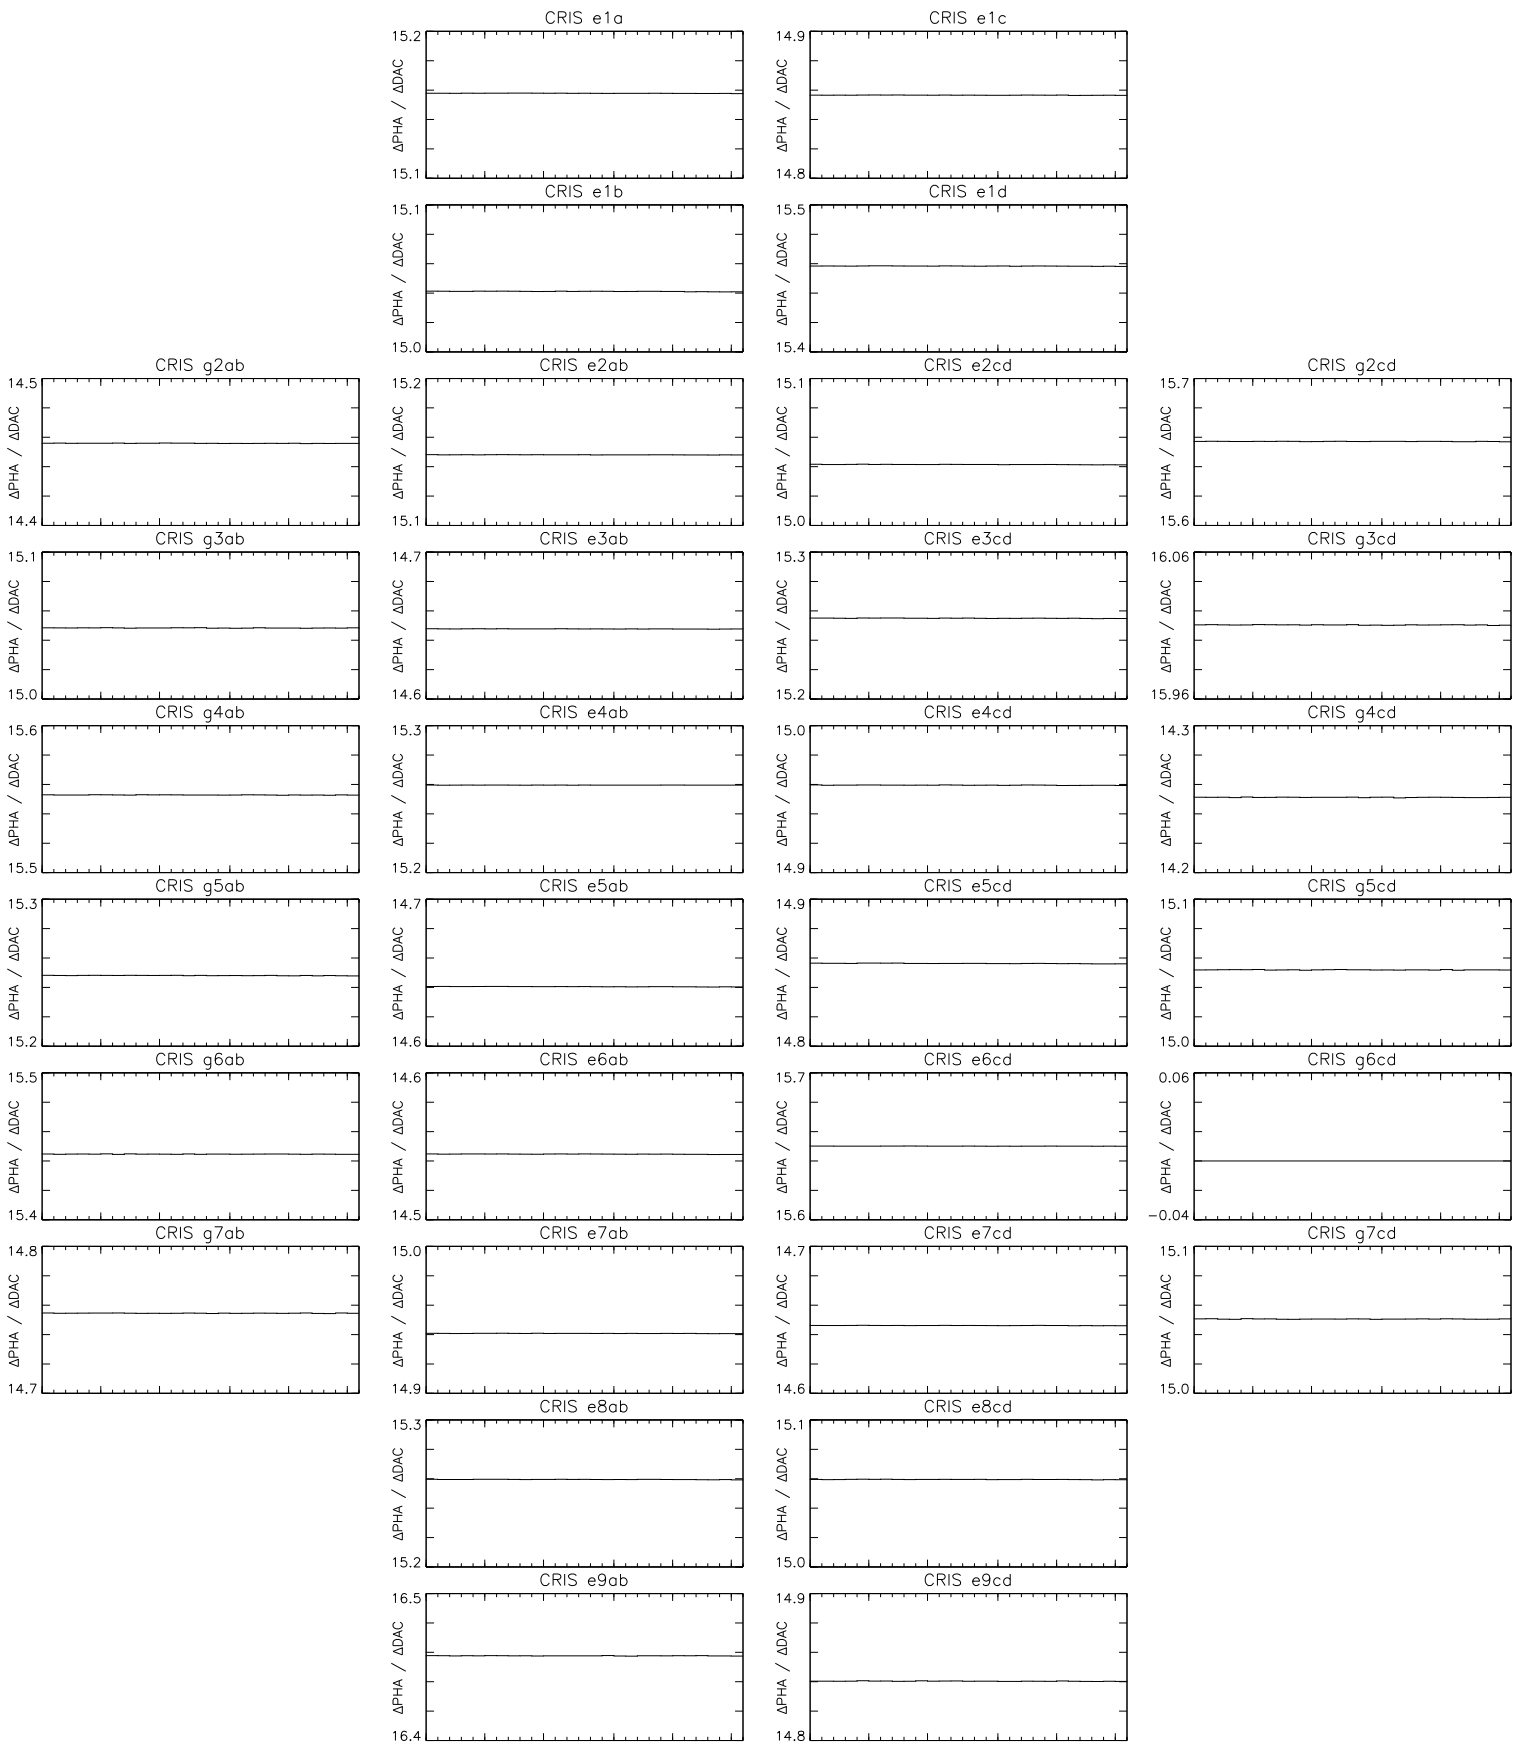 CRIS e1a
15.2
ΔPHA / ΔDAC
15.1
CRIS e1c
14.9
ΔPHA / ΔDAC
14.8
CRIS e1b
15.1
ΔPHA / ΔDAC
15.0
CRIS e1d
15.5
ΔPHA / ΔDAC
15.4
CRIS g2ab
14.5
ΔPHA / ΔDAC
14.4
CRIS e2ab
15.2
ΔPHA / ΔDAC
15.1
CRIS e2cd
15.1
ΔPHA / ΔDAC
15.0
CRIS g2cd
15.7
ΔPHA / ΔDAC
15.6
CRIS g3ab
15.1
ΔPHA / ΔDAC
15.0
CRIS e3ab
14.7
ΔPHA / ΔDAC
14.6
CRIS e3cd
15.3
ΔPHA / ΔDAC
15.2
CRIS g3cd
16.06
ΔPHA / ΔDAC
15.96
CRIS g4ab
15.6
ΔPHA / ΔDAC
15.5
CRIS e4ab
15.3
ΔPHA / ΔDAC
15.2
CRIS e4cd
15.0
ΔPHA / ΔDAC
14.9
CRIS g4cd
14.3
ΔPHA / ΔDAC
14.2
CRIS g5ab
15.3
ΔPHA / ΔDAC
15.2
CRIS e5ab
14.7
ΔPHA / ΔDAC
14.6
CRIS e5cd
14.9
ΔPHA / ΔDAC
14.8
CRIS g5cd
15.1
ΔPHA / ΔDAC
15.0
CRIS g6ab
15.5
ΔPHA / ΔDAC
15.4
CRIS e6ab
14.6
ΔPHA / ΔDAC
14.5
CRIS e6cd
15.7
ΔPHA / ΔDAC
15.6
CRIS g6cd
0.06
ΔPHA / ΔDAC
−0.04
CRIS g7ab
14.8
ΔPHA / ΔDAC
14.7
CRIS e7ab
15.0
ΔPHA / ΔDAC
14.9
CRIS e7cd
14.7
ΔPHA / ΔDAC
14.6
CRIS g7cd
15.1
ΔPHA / ΔDAC
15.0
CRIS e8ab
15.3
ΔPHA / ΔDAC
15.2
CRIS e8cd
15.1
ΔPHA / ΔDAC
15.0
CRIS e9ab
16.5
ΔPHA / ΔDAC
16.4
CRIS e9cd
14.9
ΔPHA / ΔDAC
14.8